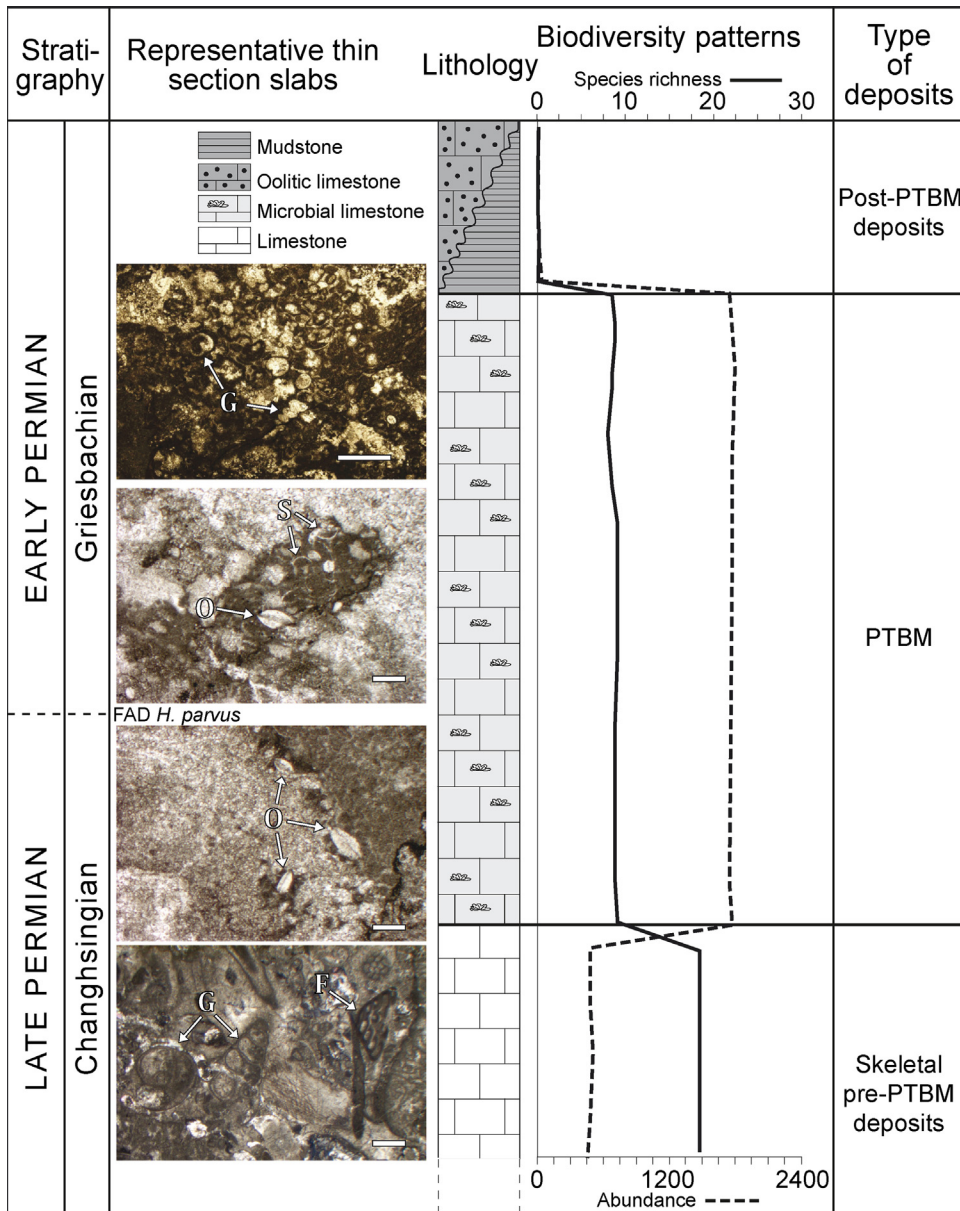 Strati-
graphy
Representative thin
section slabs
Lithology
Biodiversity patterns
Species richness
0 10 20 30
Type
of
deposits
Mudstone
Oolitic limestone
Microbial limestone
Limestone
EARLY PERMIAN
Griesbachian
G
S
O
FAD H. parvus
LATE PERMIAN
Changhsingian
O
G
F
Post-PTBM
deposits
PTBM
Skeletal
pre-PTBM
deposits
0 1200 2400
Abundance